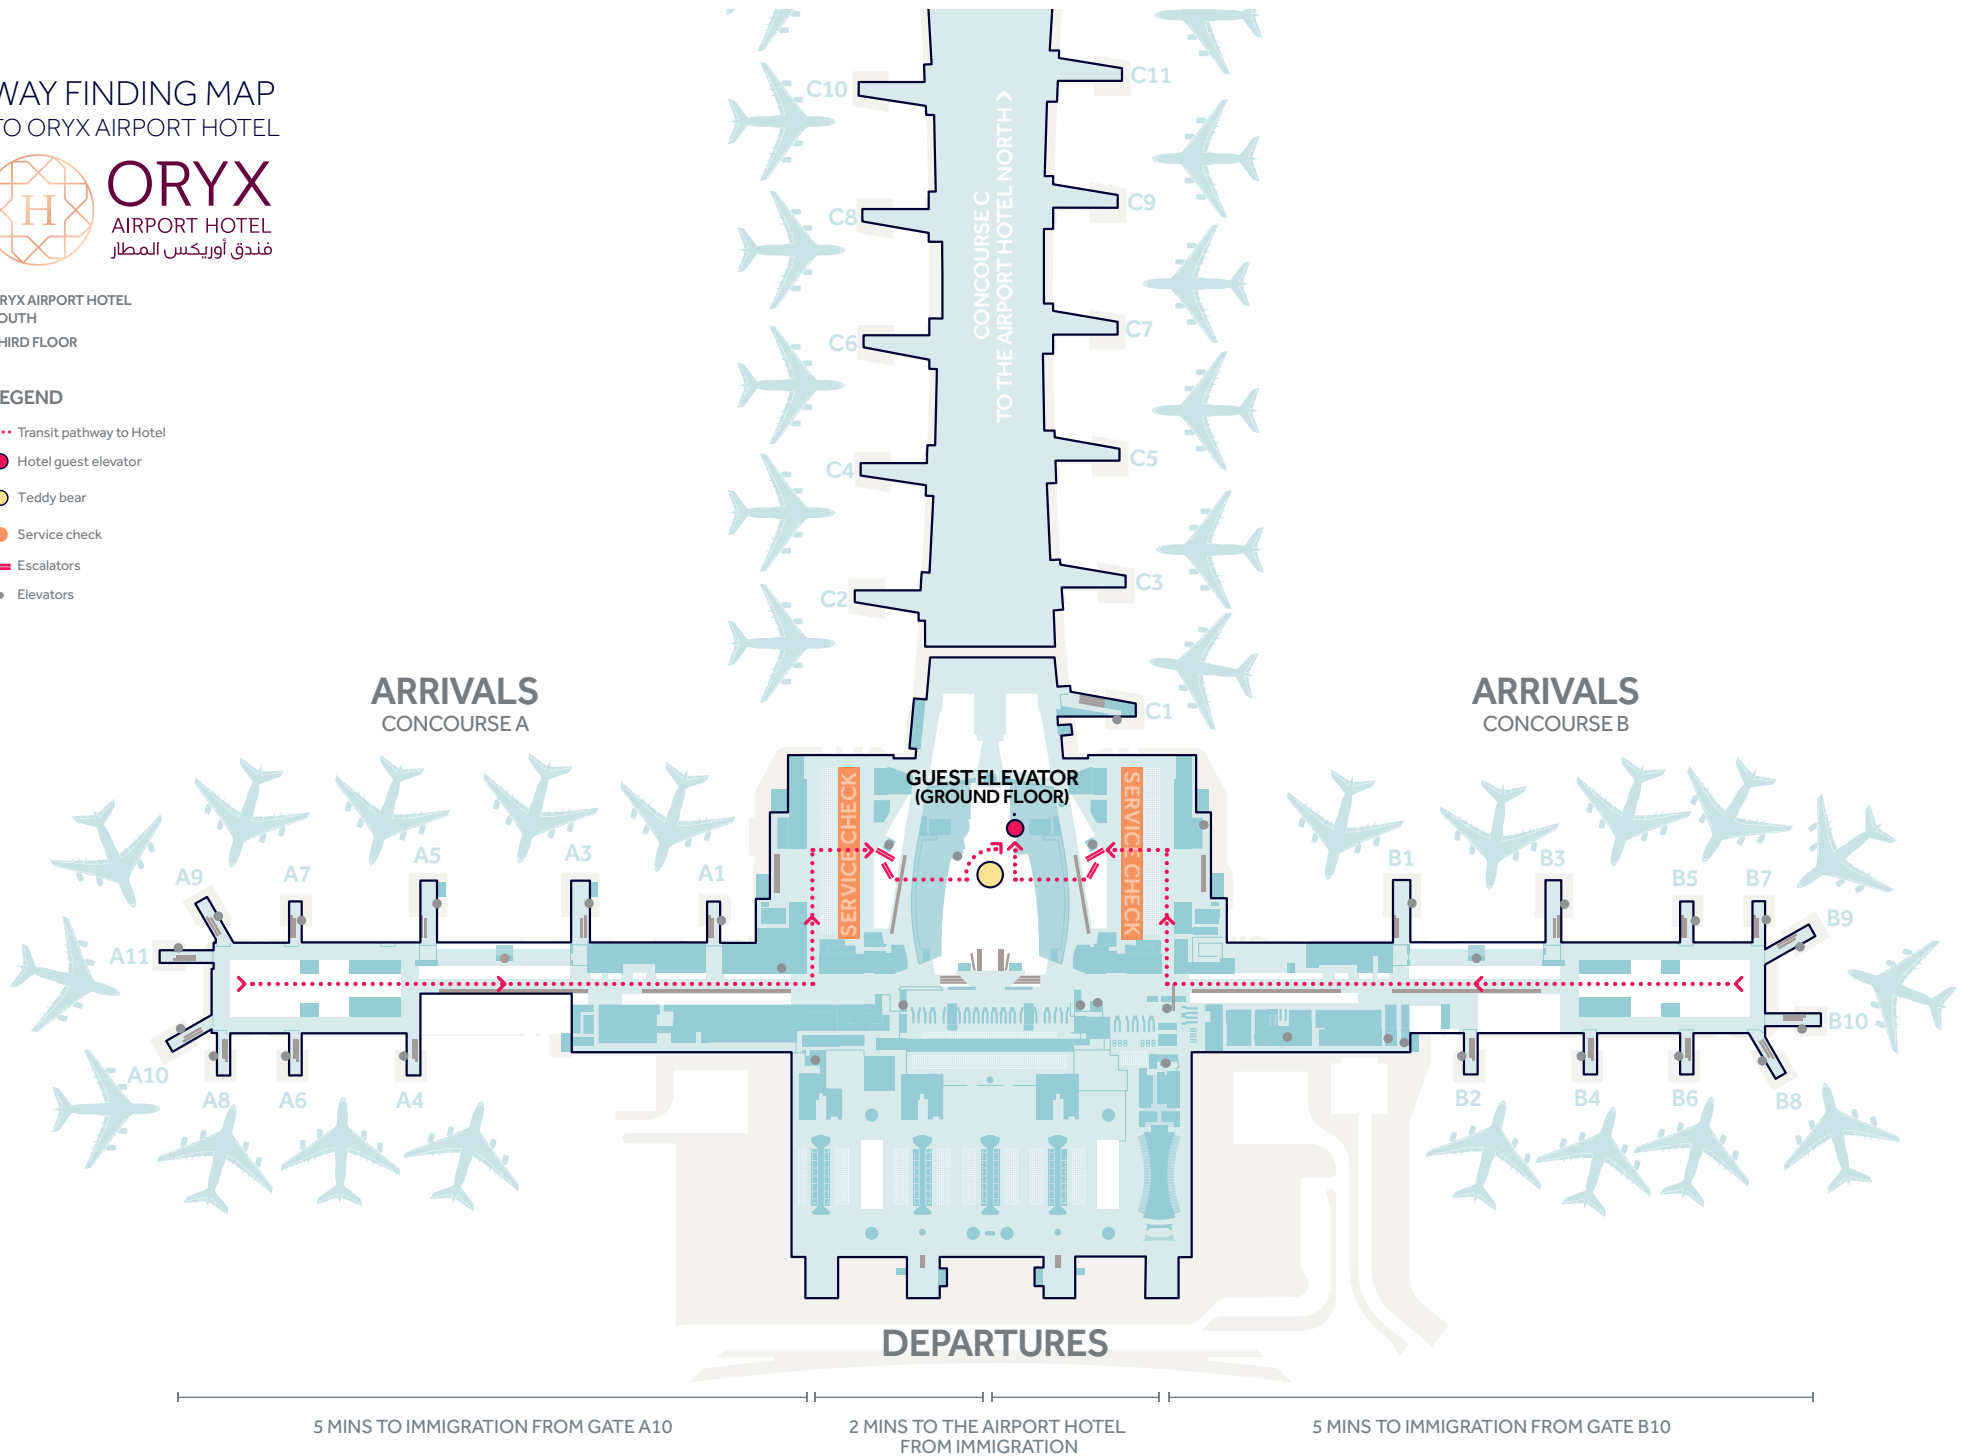 WAY FINDING MAP
TO ORYX AIRPORT HOTEL
H
ORYX
AIRPORT HOTEL
فندق أوريكس المطار
RYX AIRPORT HOTEL
OUTH
HIRD FLOOR
EGEND
Transit pathway to Hotel
Hotel guest elevator
Teddy bear
Service check
Escalators
Elevators
C10
C11
C8
C9
C6
C7
C4
C5
C2
C3
C1
CONCOURSE C
TO THE AIRPORT HOTEL NORTH >
ARRIVALS
CONCOURSE A
ARRIVALS
CONCOURSE B
GUEST ELEVATOR
(GROUND FLOOR)
SERVICE CHECK
SERVICE CHECK
A9
A7
A5
A3
A1
A11
A10
A8
A6
A4
B1
B3
B5
B7
B9
B10
B2
B4
B6
B8
DEPARTURES
5 MINS TO IMMIGRATION FROM GATE A10
2 MINS TO THE AIRPORT HOTEL
FROM IMMIGRATION
5 MINS TO IMMIGRATION FROM GATE B10